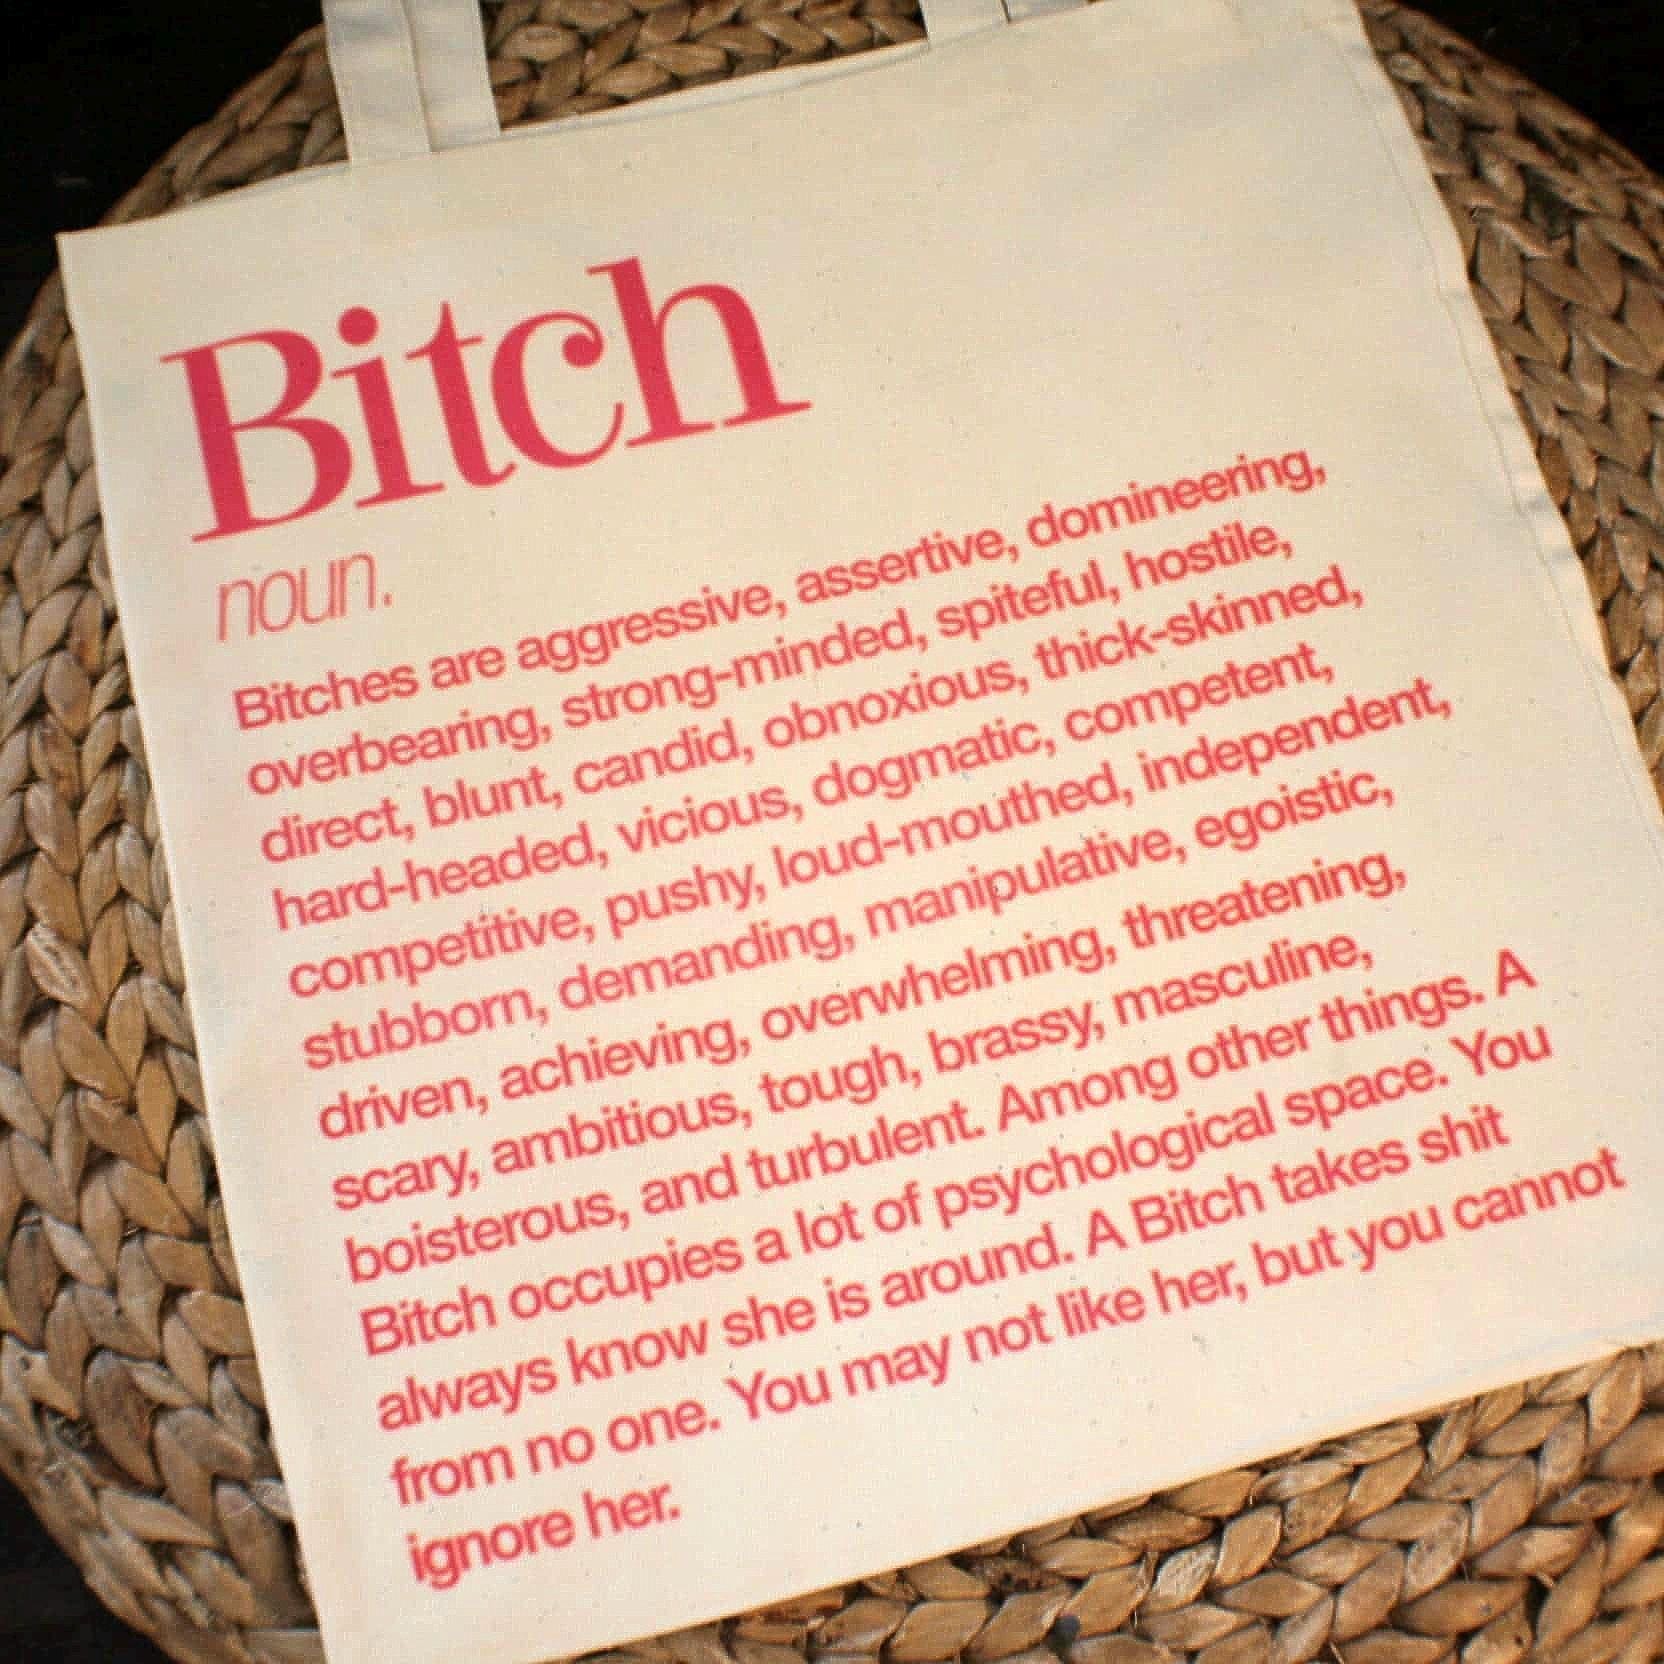 Bitch
noun.
Bitches are aggressive, assertive, domineering,
overbearing, strong-minded, spiteful, hostile,
direct, blunt, candid, obnoxious, thick-skinned,
hard-headed, vicious, dogmatic, competent,
competitive, pushy, loud-mouthed, independent,
stubborn, demanding, manipulative, egoistic,
driven, achieving, overwhelming, threatening,
scary, ambitious, tough, brassy, masculine,
boisterous, and turbulent. Among other things. A
Bitch occupies a lot of psychological space. You
always know she is around. A Bitch takes shit
from no one. You may not like her, but you cannot
ignore her.